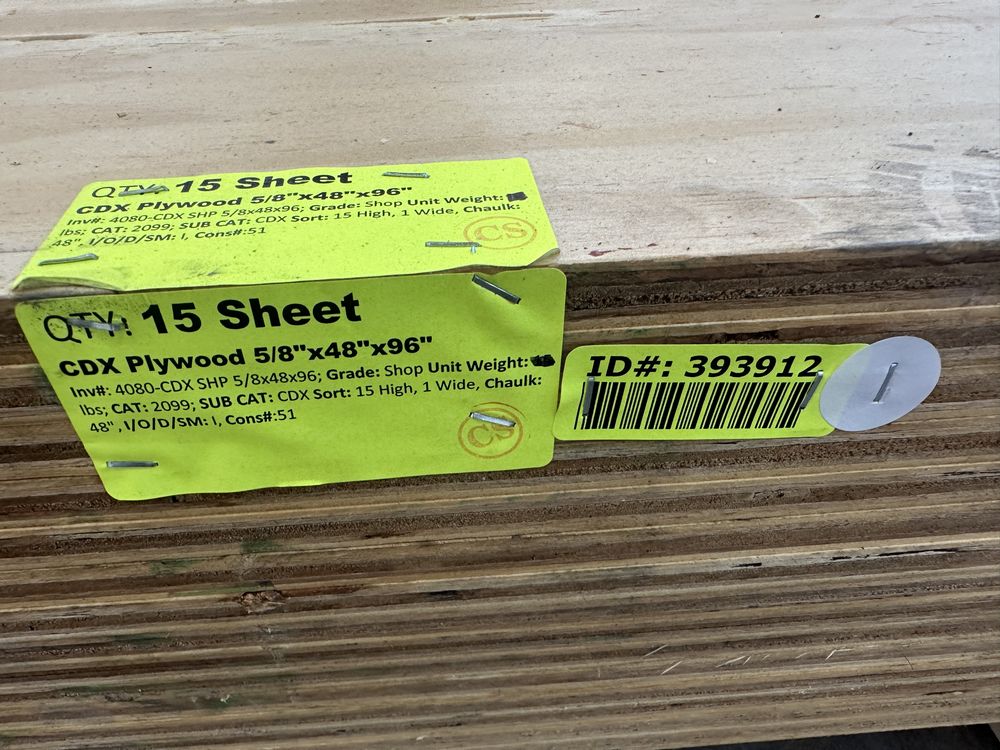 QTY: 15 Sheet
CDX Plywood 5/8"x48"x96"
Inv#: 4080-CDX SHP 5/8x48x96; Grade: Shop Unit Weight:
lbs; CAT: 2099; SUB CAT: CDX Sort: 15 High, 1 Wide, Chaulk:
48", I/O/D/SM: I, Cons#:51
CS
QTY: 15 Sheet
CDX Plywood 5/8"x48"x96"
Inv#: 4080-CDX SHP 5/8x48x96; Grade: Shop Unit Weight:
lbs; CAT: 2099; SUB CAT: CDX Sort: 15 High, 1 Wide, Chaulk:
48" , I/O/D/SM: I, Cons#:51
CS
ID#: 393912